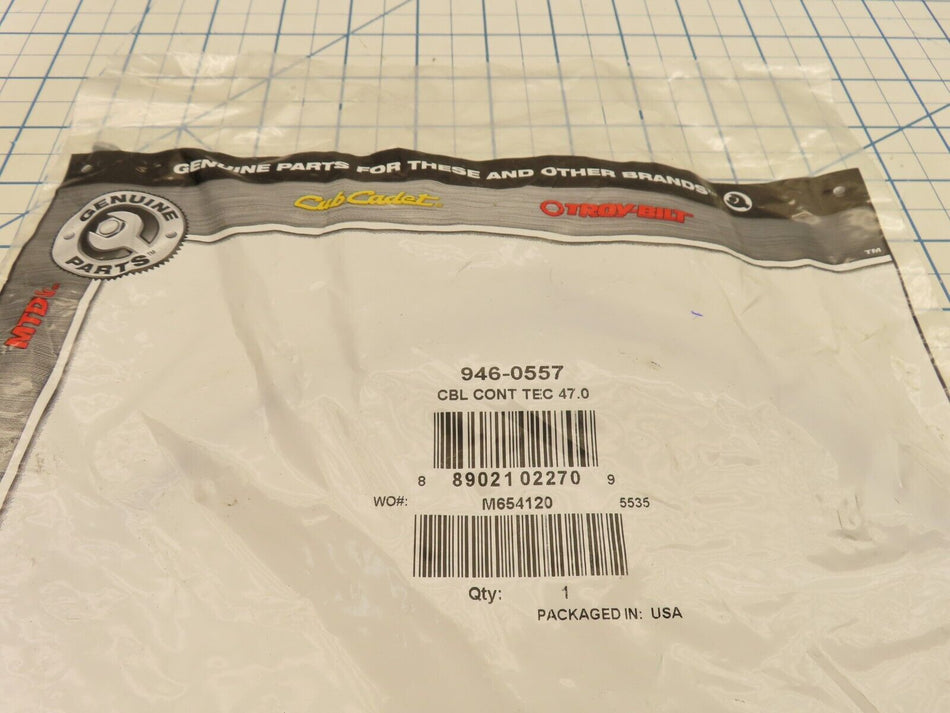 GENUINE PARTS FOR THESE AND OTHER BRANDS
Cub Cadet
TROY-BILT
TM
GENUINE
PARTS
MTD
946-0557
CBL CONT TEC 47.0
8 89021 02270 9
WO#: M654120 5535
Qty: 1
PACKAGED IN: USA